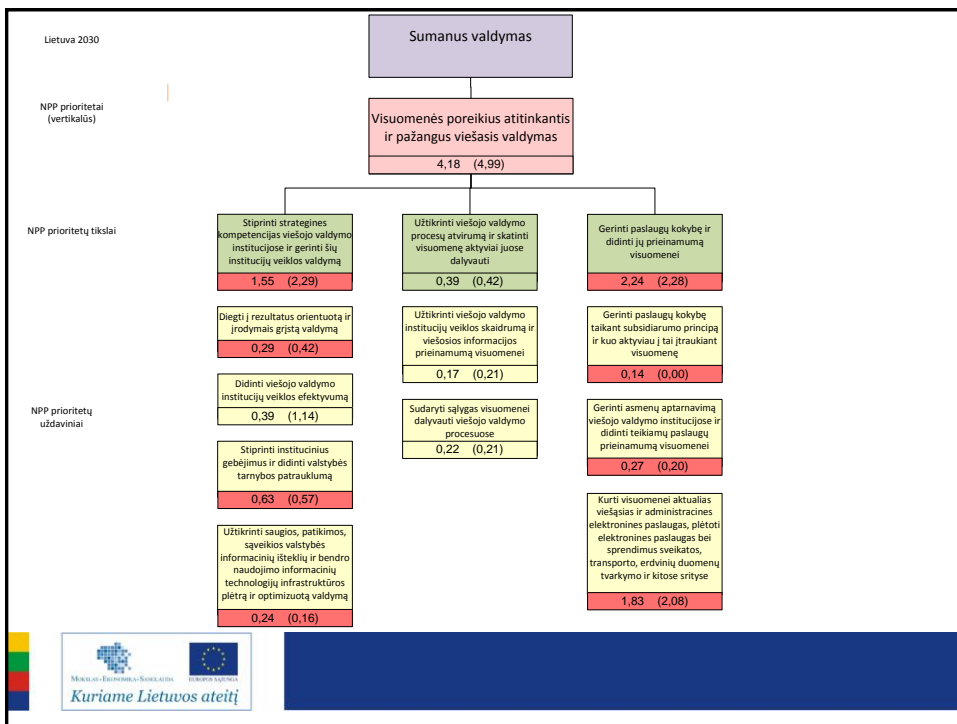 Lietuva 2030
Sumanus valdymas
NPP prioritetai
(vertikalūs)
Visuomenės poreikius atitinkantis
ir pažangus viešasis valdymas
4,18 (4,99)
NPP prioritetų tikslai
Stiprinti strategines
kompetencijas viešojo valdymo
institucijose ir gerinti šių
institucijų veiklos valdymą
1,55 (2,29)
Užtikrinti viešojo valdymo
procesų atvirumą ir skatinti
visuomenę aktyviai juose
dalyvauti
0,39 (0,42)
Gerinti paslaugų kokybę ir
didinti jų prieinamumą
visuomenei
2,24 (2,28)
NPP prioritetų
uždaviniai
Diegti į rezultatus orientuotą ir
įrodymais grįstą valdymą
0,29 (0,42)
Didinti viešojo valdymo
institucijų veiklos efektyvumą
0,39 (1,14)
Stiprinti institucinius
gebėjimus ir didinti valstybės
tarnybos patrauklumą
0,63 (0,57)
Užtikrinti saugios, patikimos,
sąveikios valstybės
informacinių išteklių ir bendro
naudojimo informacinių
technologijų infrastruktūros
plėtrą ir optimizuotą valdymą
0,24 (0,16)
Užtikrinti viešojo valdymo
institucijų veiklos skaidrumą ir
viešosios informacijos
prieinamumą visuomenei
0,17 (0,21)
Sudaryti sąlygas visuomenei
dalyvauti viešojo valdymo
procesuose
0,22 (0,21)
Gerinti paslaugų kokybę
taikant subsidiarumo principą
ir kuo aktyviau į tai įtraukiant
visuomenę
0,14 (0,00)
Gerinti asmenų aptarnavimą
viešojo valdymo institucijose ir
didinti teikiamų paslaugų
prieinamumą visuomenei
0,27 (0,20)
Kurti visuomenei aktualias
viešąsias ir administracines
elektronines paslaugas, plėtoti
elektronines paslaugas bei
sprendimus sveikatos,
transporto, erdvinių duomenų
tvarkymo ir kitose srityse
1,83 (2,08)
MOKSLAS • EKONOMIKA • SANGLAUDA
EUROPOS SĄJUNGA
Kuriame Lietuvos ateitį